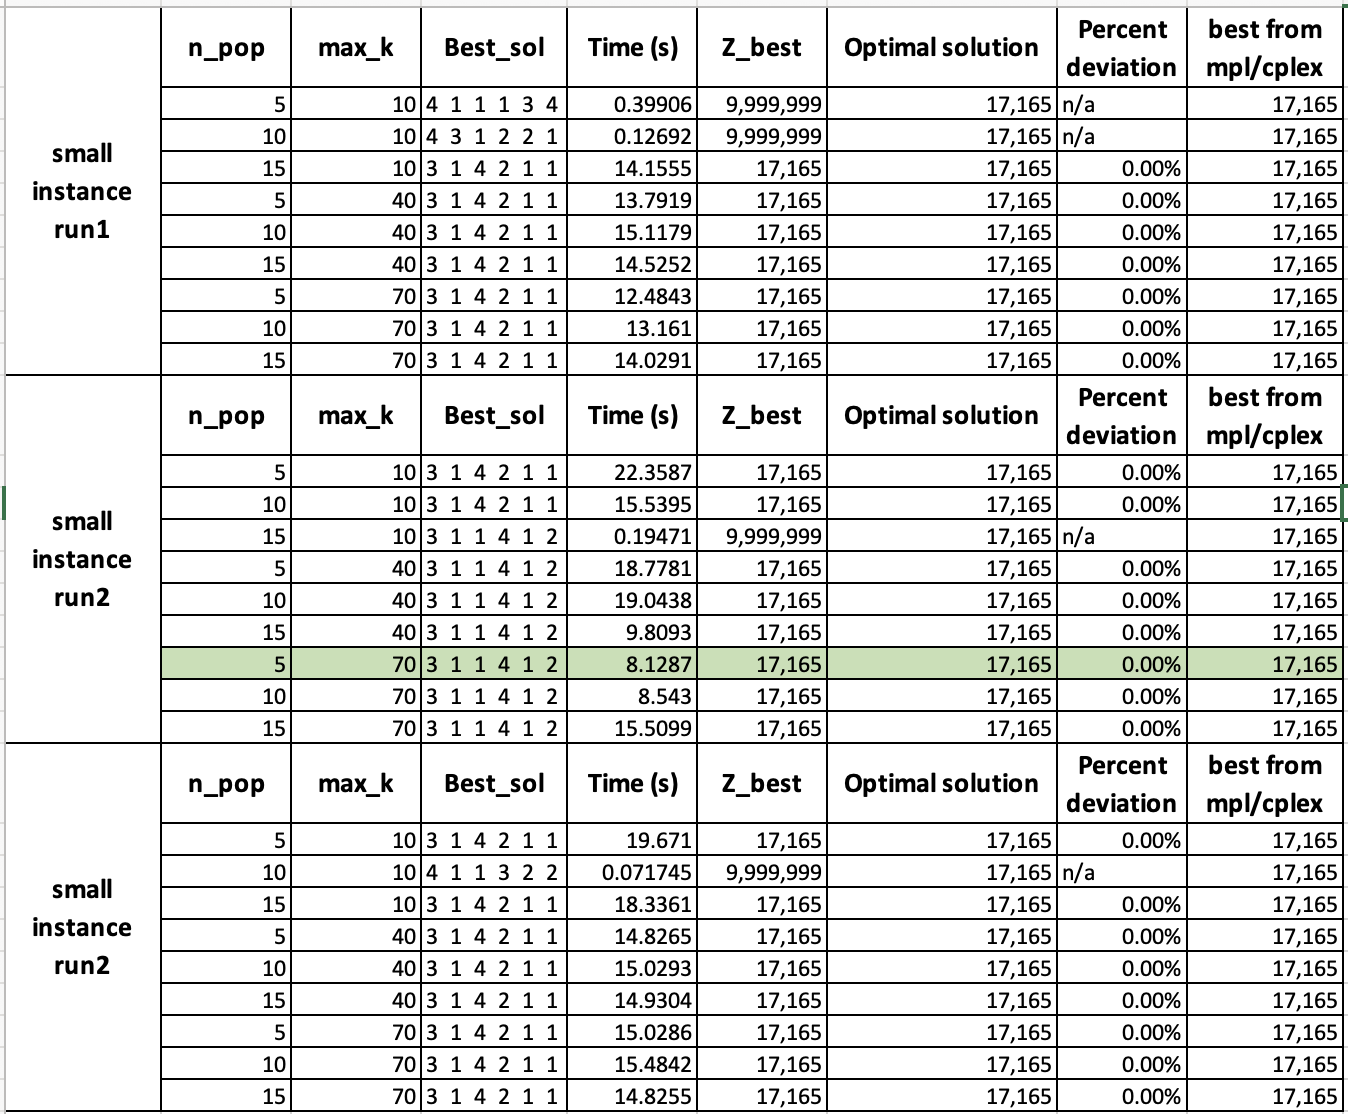 small instance run1
n_pop max_k Best_sol Time (s) Z_best Optimal solution Percent deviation best from mpl/cplex
5 10 4 1 1 1 3 4 0.39906 9,999,999 17,165 n/a 17,165
10 10 4 3 1 2 2 1 0.12692 9,999,999 17,165 n/a 17,165
15 10 3 1 4 2 1 1 14.1555 17,165 17,165 0.00% 17,165
5 40 3 1 4 2 1 1 13.7919 17,165 17,165 0.00% 17,165
10 40 3 1 4 2 1 1 15.1179 17,165 17,165 0.00% 17,165
15 40 3 1 4 2 1 1 14.5252 17,165 17,165 0.00% 17,165
5 70 3 1 4 2 1 1 12.4843 17,165 17,165 0.00% 17,165
10 70 3 1 4 2 1 1 13.161 17,165 17,165 0.00% 17,165
15 70 3 1 4 2 1 1 14.0291 17,165 17,165 0.00% 17,165
small instance run2
n_pop max_k Best_sol Time (s) Z_best Optimal solution Percent deviation best from mpl/cplex
5 10 3 1 4 2 1 1 22.3587 17,165 17,165 0.00% 17,165
10 10 3 1 4 2 1 1 15.5395 17,165 17,165 0.00% 17,165
15 10 3 1 1 4 1 2 0.19471 9,999,999 17,165 n/a 17,165
5 40 3 1 1 4 1 2 18.7781 17,165 17,165 0.00% 17,165
10 40 3 1 1 4 1 2 19.0438 17,165 17,165 0.00% 17,165
15 40 3 1 1 4 1 2 9.8093 17,165 17,165 0.00% 17,165
5 70 3 1 1 4 1 2 8.1287 17,165 17,165 0.00% 17,165
10 70 3 1 1 4 1 2 8.543 17,165 17,165 0.00% 17,165
15 70 3 1 1 4 1 2 15.5099 17,165 17,165 0.00% 17,165
small instance run2
n_pop max_k Best_sol Time (s) Z_best Optimal solution Percent deviation best from mpl/cplex
5 10 3 1 4 2 1 1 19.671 17,165 17,165 0.00% 17,165
10 10 4 1 1 3 2 2 0.071745 9,999,999 17,165 n/a 17,165
15 10 3 1 4 2 1 1 18.3361 17,165 17,165 0.00% 17,165
5 40 3 1 4 2 1 1 14.8265 17,165 17,165 0.00% 17,165
10 40 3 1 4 2 1 1 15.0293 17,165 17,165 0.00% 17,165
15 40 3 1 4 2 1 1 14.9304 17,165 17,165 0.00% 17,165
5 70 3 1 4 2 1 1 15.0286 17,165 17,165 0.00% 17,165
10 70 3 1 4 2 1 1 15.4842 17,165 17,165 0.00% 17,165
15 70 3 1 4 2 1 1 14.8255 17,165 17,165 0.00% 17,165